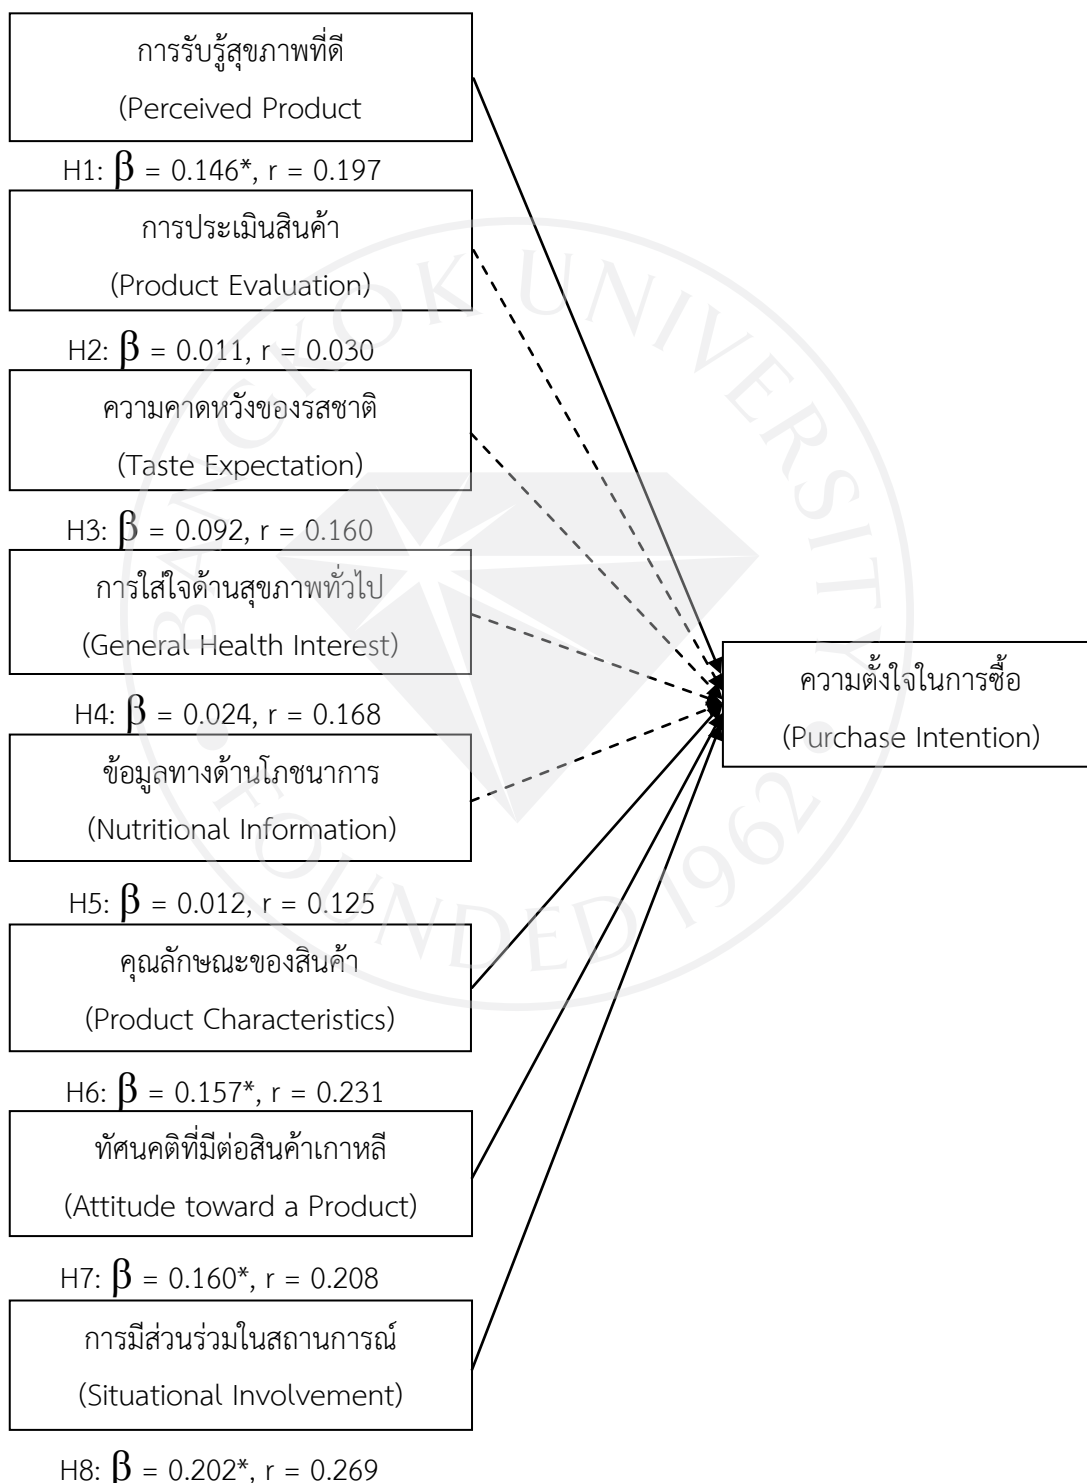 การรับรู้สุขภาพที่ดี
(Perceived Product
H1: β = 0.146*, r = 0.197
การประเมินสินค้า
(Product Evaluation)
H2: β = 0.011, r = 0.030
ความคาดหวังของรสชาติ
(Taste Expectation)
H3: β = 0.092, r = 0.160
การใส่ใจด้านสุขภาพทั่วไป
(General Health Interest)
H4: β = 0.024, r = 0.168
ข้อมูลทางด้านโภชนาการ
(Nutritional Information)
H5: β = 0.012, r = 0.125
คุณลักษณะของสินค้า
(Product Characteristics)
H6: β = 0.157*, r = 0.231
ทัศนคติที่มีต่อสินค้าเกาหลี
(Attitude toward a Product)
H7: β = 0.160*, r = 0.208
การมีส่วนร่วมในสถานการณ์
(Situational Involvement)
H8: β = 0.202*, r = 0.269
ความตั้งใจในการซื้อ
(Purchase Intention)
BANGKOK UNIVERSITY
FOUNDED 1962